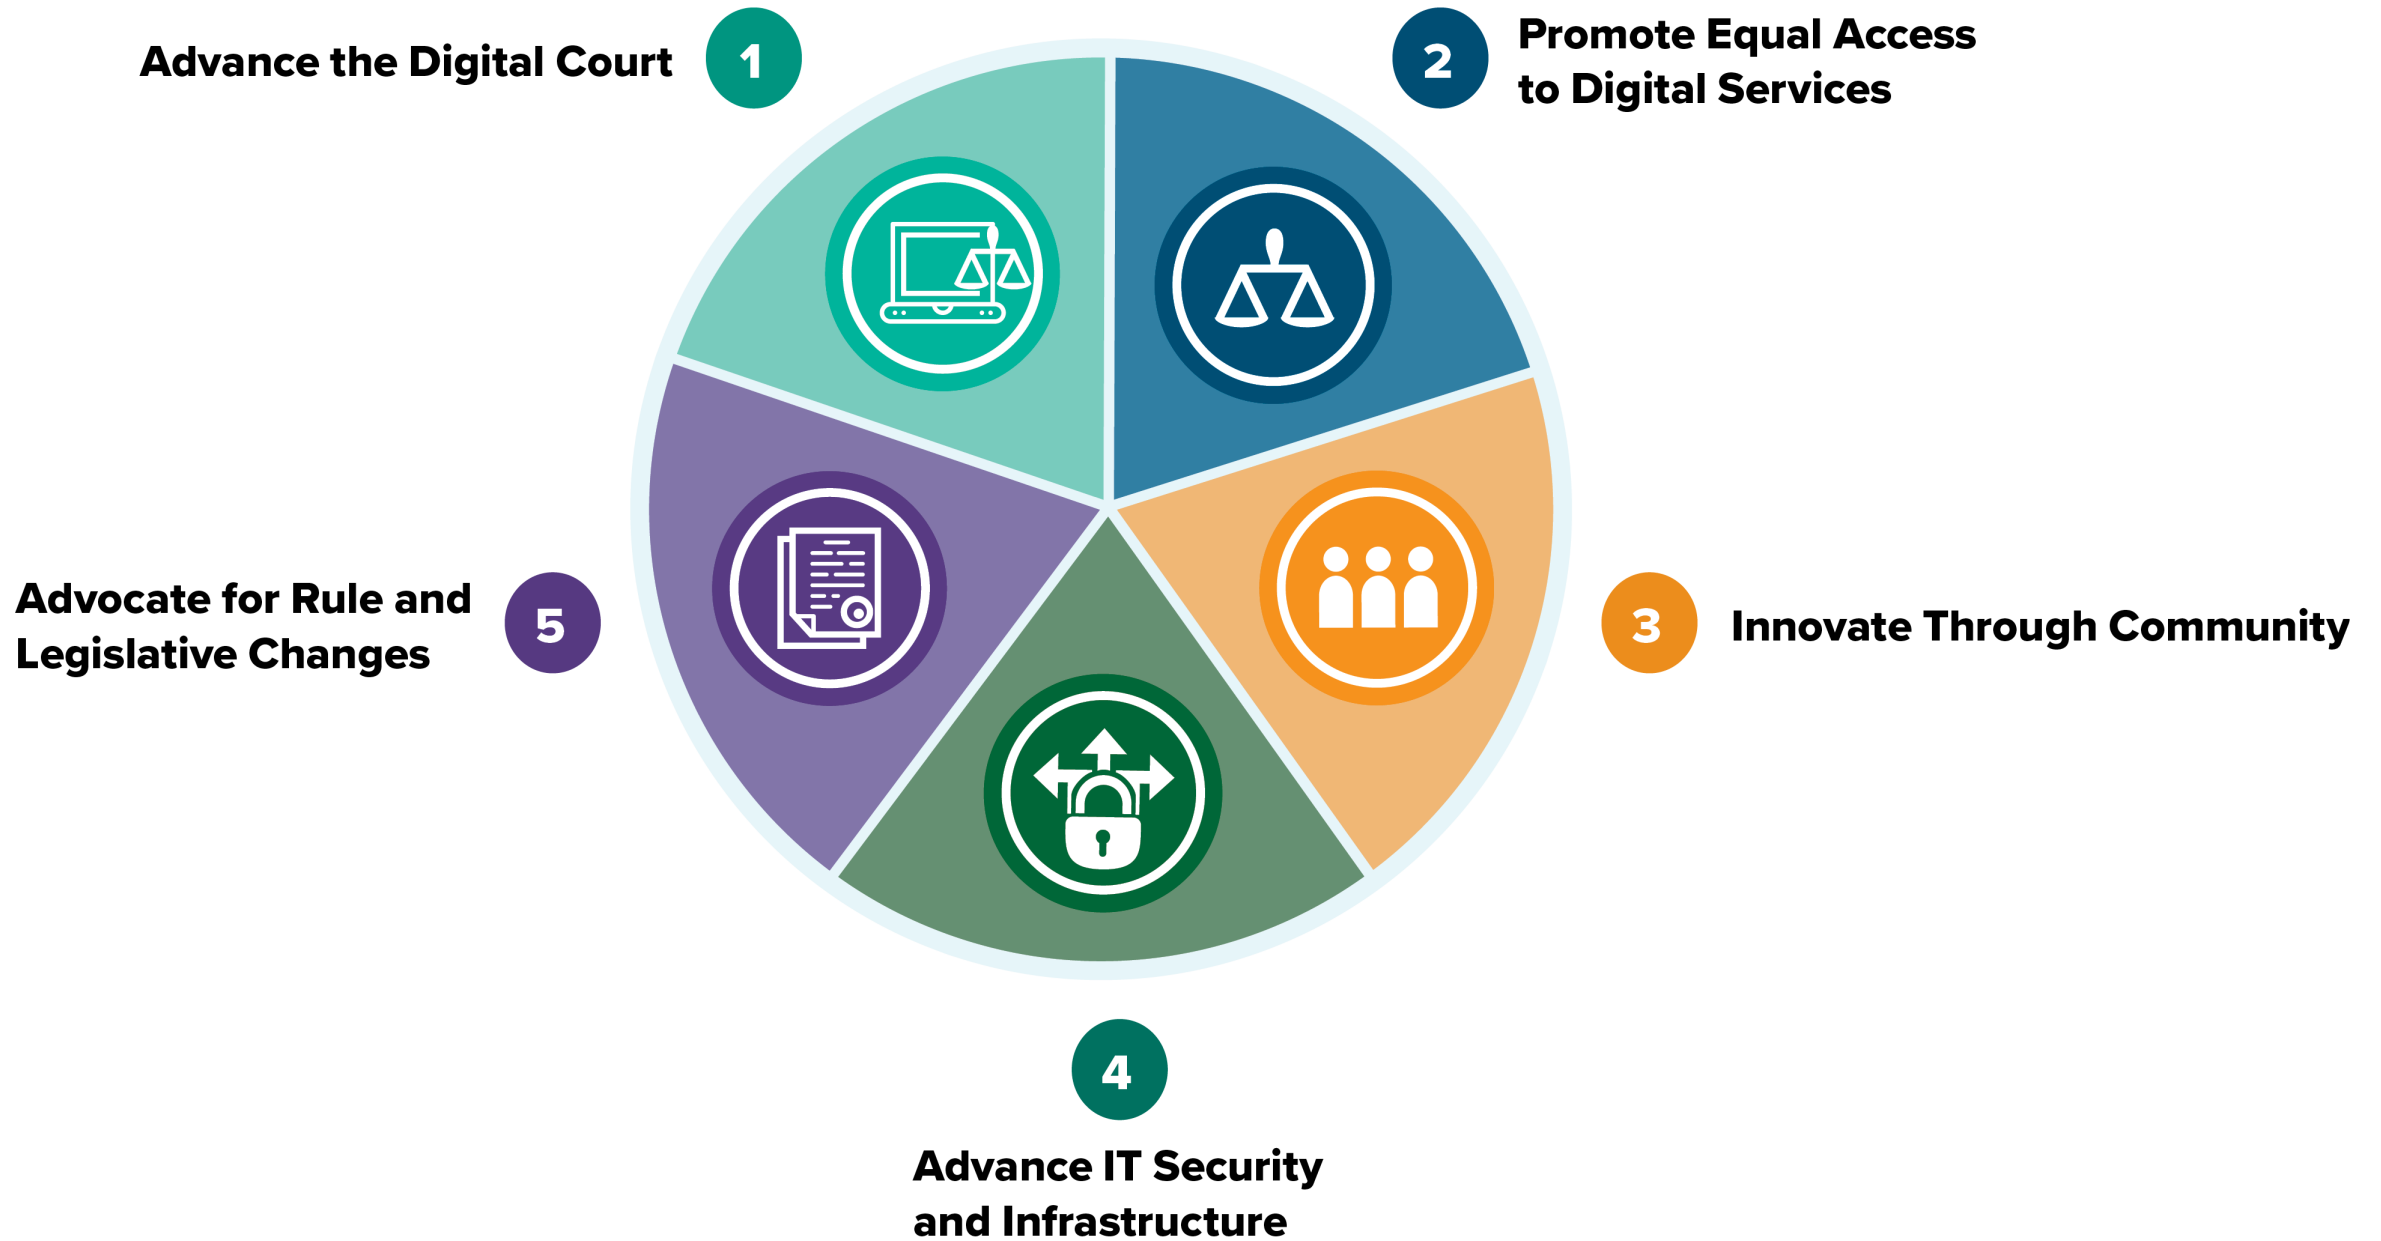 Advance the Digital Court
1
2
Promote Equal Access
to Digital Services
3
Innovate Through Community
4
Advance IT Security
and Infrastructure
5
Advocate for Rule and
Legislative Changes